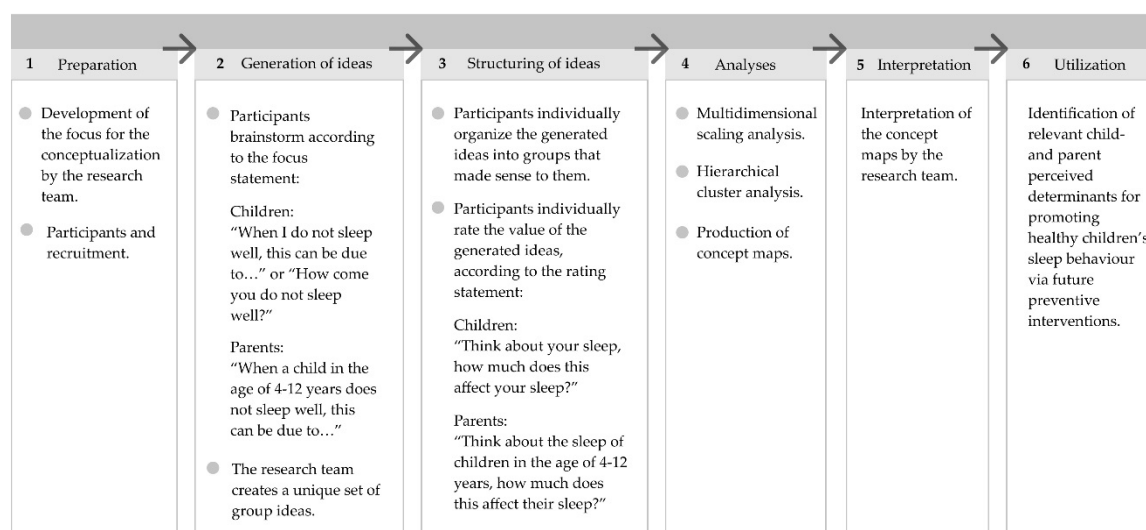 1 Preparation
Development of
the focus for the
conceptualization
by the research
team.
Participants and
recruitment.
2 Generation of ideas
Participants
brainstorm according
to the focus
statement:
Children:
“When I do not sleep
well, this can be due
to…” or “How come
you do not sleep
well?”
Parents:
“When a child in the
age of 4-12 years does
not sleep well, this
can be due to…”
The research team
creates a unique set of
group ideas.
3 Structuring of ideas
Participants individually
organize the generated
ideas into groups that
made sense to them.
Participants individually
rate the value of the
generated ideas,
according to the rating
statement:
Children:
“Think about your sleep,
how much does this
affect your sleep?”
Parents:
“Think about the sleep of
children in the age of 4-12
years, how much does
this affect their sleep?”
4 Analyses
Multidimensional
scaling analysis.
Hierarchical
cluster analysis.
Production of
concept maps.
5 Interpretation
Interpretation of
the concept
maps by the
research team.
6 Utilization
Identification of
relevant child-
and parent
perceived
determinants for
promoting
healthy children’s
sleep behaviour
via future
preventive
interventions.